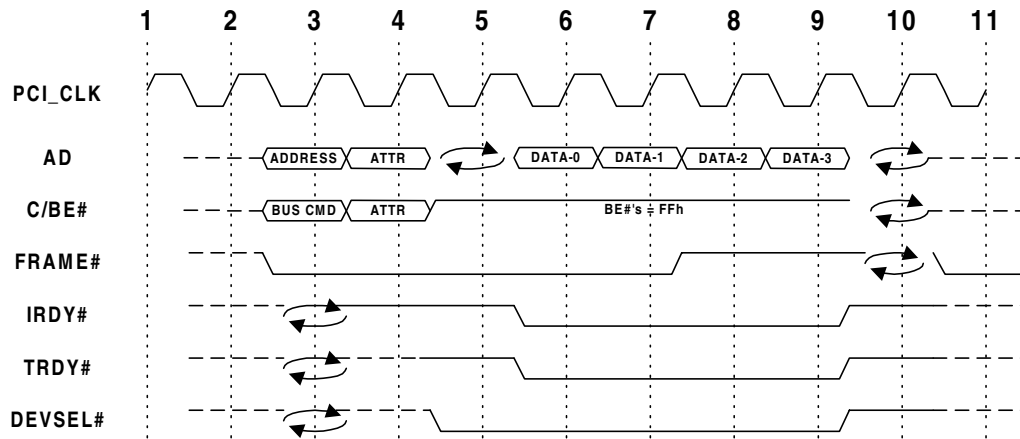 1 2 3 4 5 6 7 8 9 10 11
PCI_CLK
AD ADDRESS ATTR DATA-0 DATA-1 DATA-2 DATA-3
C/BE# BUS CMD ATTR BE#'s = FFh
FRAME#
IRDY#
TRDY#
DEVSEL#